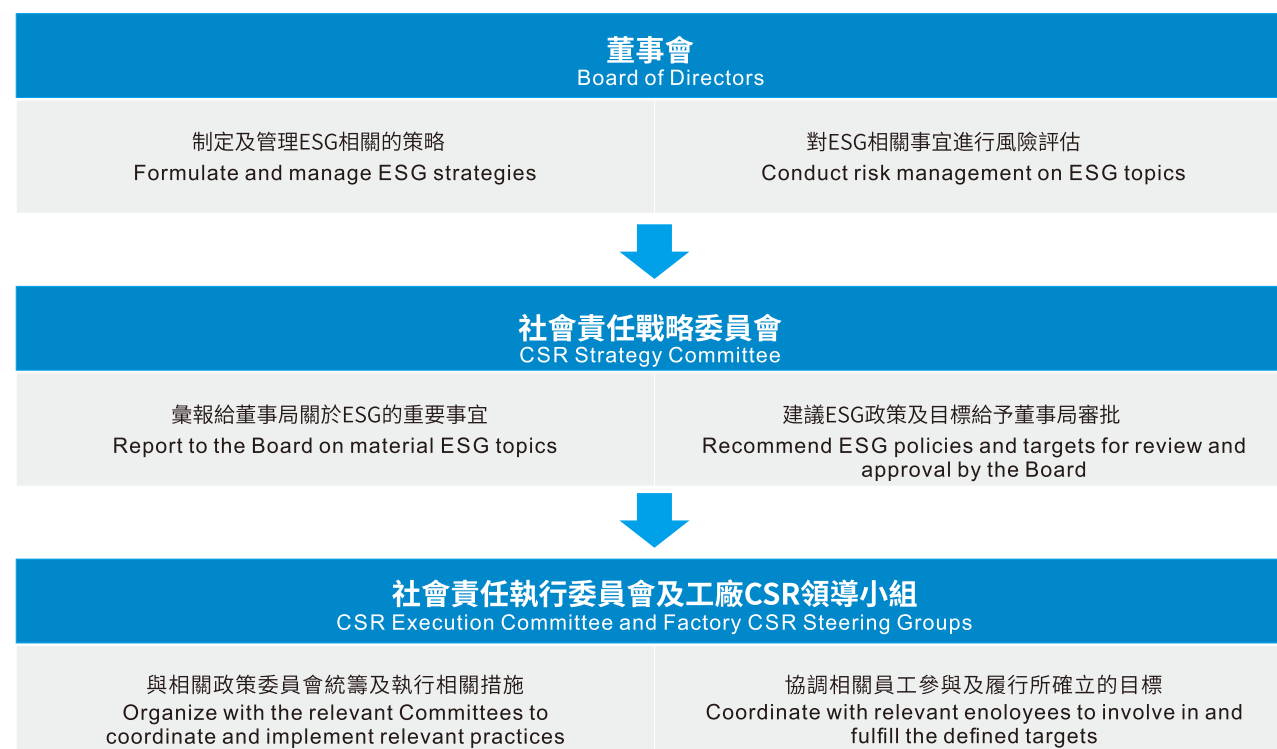 董事會
Board of Directors
制定及管理ESG相關的策略
Formulate and manage ESG strategies
對ESG相關事宜進行風險評估
Conduct risk management on ESG topics
社會責任戰略委員會
CSR Strategy Committee
彙報給董事局關於ESG的重要事宜
Report to the Board on material ESG topics
建議ESG政策及目標給予董事局審批
Recommend ESG policies and targets for review and
approval by the Board
社會責任執行委員會及工廠CSR領導小組
CSR Execution Committee and Factory CSR Steering Groups
與相關政策委員會統籌及執行相關措施
Organize with the relevant Committees to
coordinate and implement relevant practices
協調相關員工參與及履行所確立的目標
Coordinate with relevant enoloyees to involve in and
fulfill the defined targets